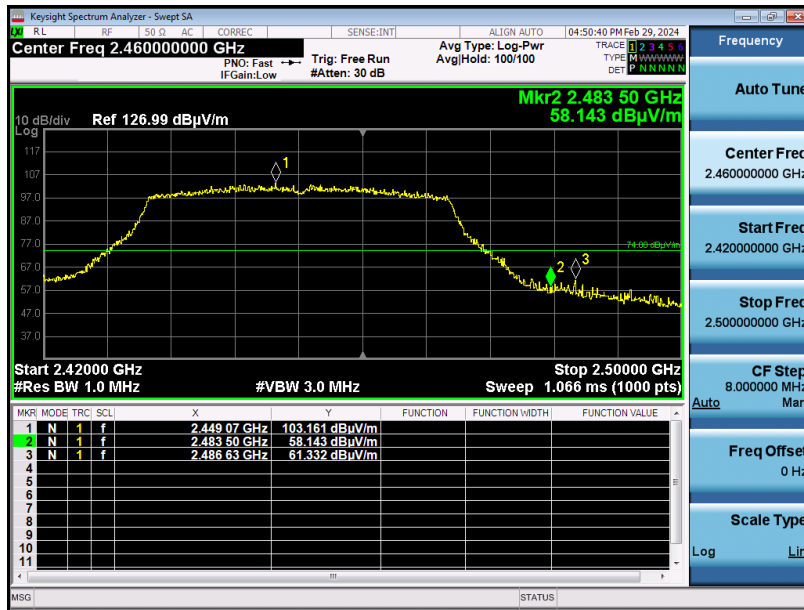 Keysight Spectrum Analyzer - Swept SA
LXI RL RF 50 Ω AC CORREC SENSE:INT ALIGN AUTO 04:50:40 PM Feb 29, 2024
Center Freq 2.460000000 GHz
PNO: Fast
IFGain:Low
Trig: Free Run
#Atten: 30 dB
Avg Type: Log-Pwr
Avg|Hold: 100/100
TRACE 1 2 3 4 5 6
TYPE M W W W W W
DET P N N N N N
Mkr2 2.483 50 GHz
58.143 dBµV/m
10 dB/div Ref 126.99 dBµV/m
Log
117
107
97.0
87.0
77.0
67.0
57.0
47.0
37.0
1
2
3
74.00 dBµV/m
Start 2.42000 GHz Stop 2.50000 GHz
#Res BW 1.0 MHz #VBW 3.0 MHz Sweep 1.066 ms (1000 pts)
MKR MODE TRC SCL X Y FUNCTION FUNCTION WIDTH FUNCTION VALUE
1 N 1 f 2.449 07 GHz 103.161 dBµV/m
2 N 1 f 2.483 50 GHz 58.143 dBµV/m
3 N 1 f 2.486 63 GHz 61.332 dBµV/m
4
5
6
7
8
9
10
11
MSG STATUS
Frequency
Auto Tune
Center Freq
2.460000000 GHz
Start Freq
2.420000000 GHz
Stop Freq
2.500000000 GHz
CF Step
8.000000 MHz
Auto Man
Freq Offset
0 Hz
Scale Type
Log Lin